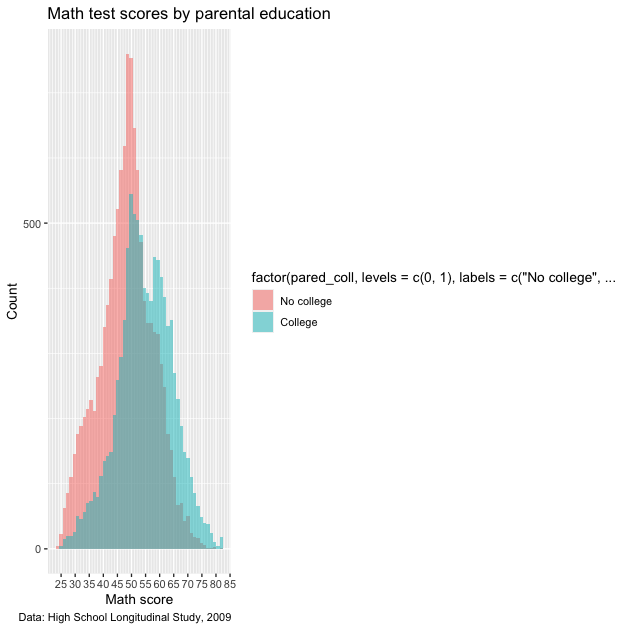 Math test scores by parental education
Count
500
0
25 30 35 40 45 50 55 60 65 70 75 80 85
Math score
Data: High School Longitudinal Study, 2009
factor(pared_coll, levels = c(0, 1), labels = c("No college", ...
No college
College